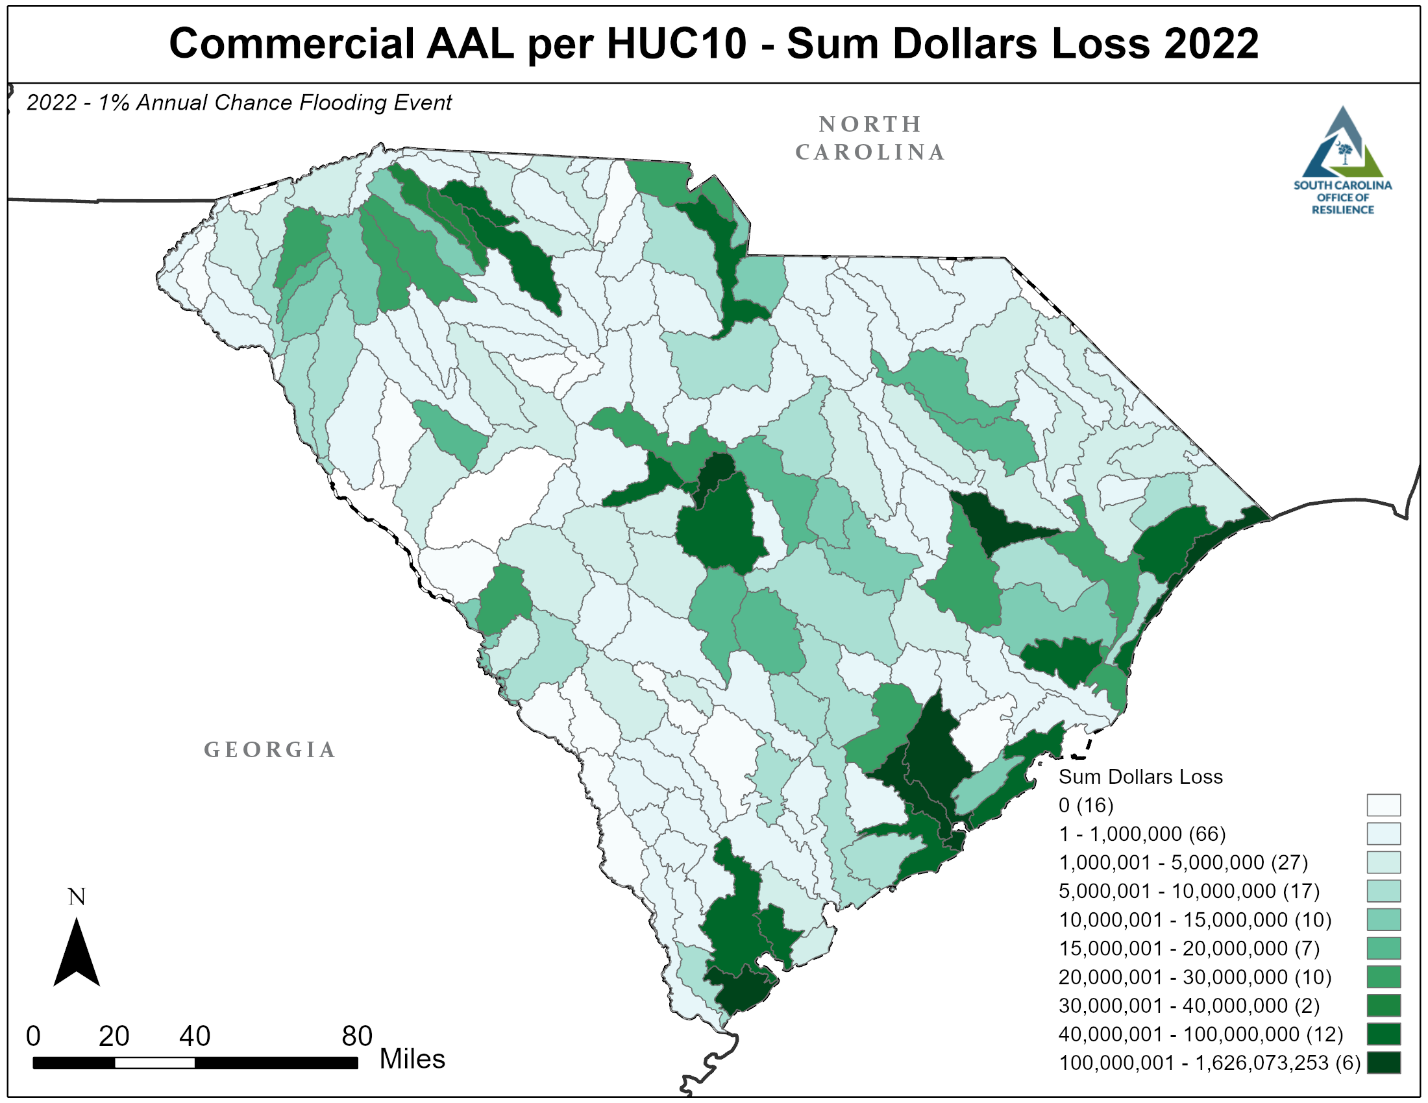 Commercial AAL per HUC10 - Sum Dollars Loss 2022
2022 - 1% Annual Chance Flooding Event
NORTH
CAROLINA
SOUTH CAROLINA
OFFICE OF
RESILIENCE
GEORGIA
Sum Dollars Loss
0 (16)
1 - 1,000,000 (66)
1,000,001 - 5,000,000 (27)
5,000,001 - 10,000,000 (17)
10,000,001 - 15,000,000 (10)
15,000,001 - 20,000,000 (7)
20,000,001 - 30,000,000 (10)
30,000,001 - 40,000,000 (2)
40,000,001 - 100,000,000 (12)
100,000,001 - 1,626,073,253 (6)
N
0 20 40 80
Miles